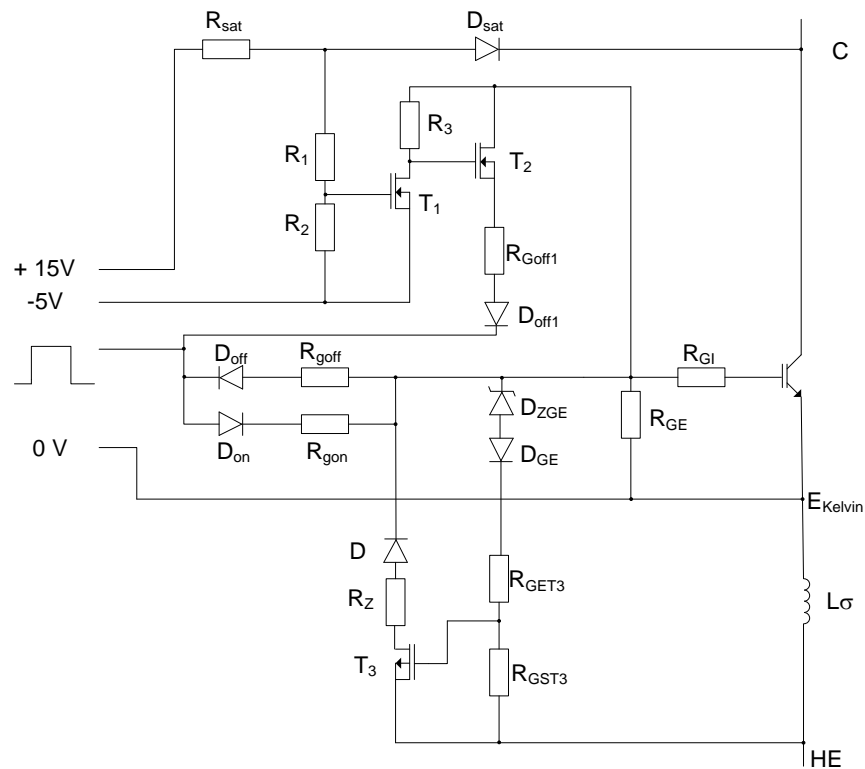 Rsat
Dsat
C
R3
R1
T2
T1
R2
RGoff1
+ 15V
-5V
Doff1
Doff
Rgoff
RGI
DZGE
RGE
0 V
Don
Rgon
DGE
EKelvin
D
RGET3
RZ
Lσ
T3
RGST3
HE